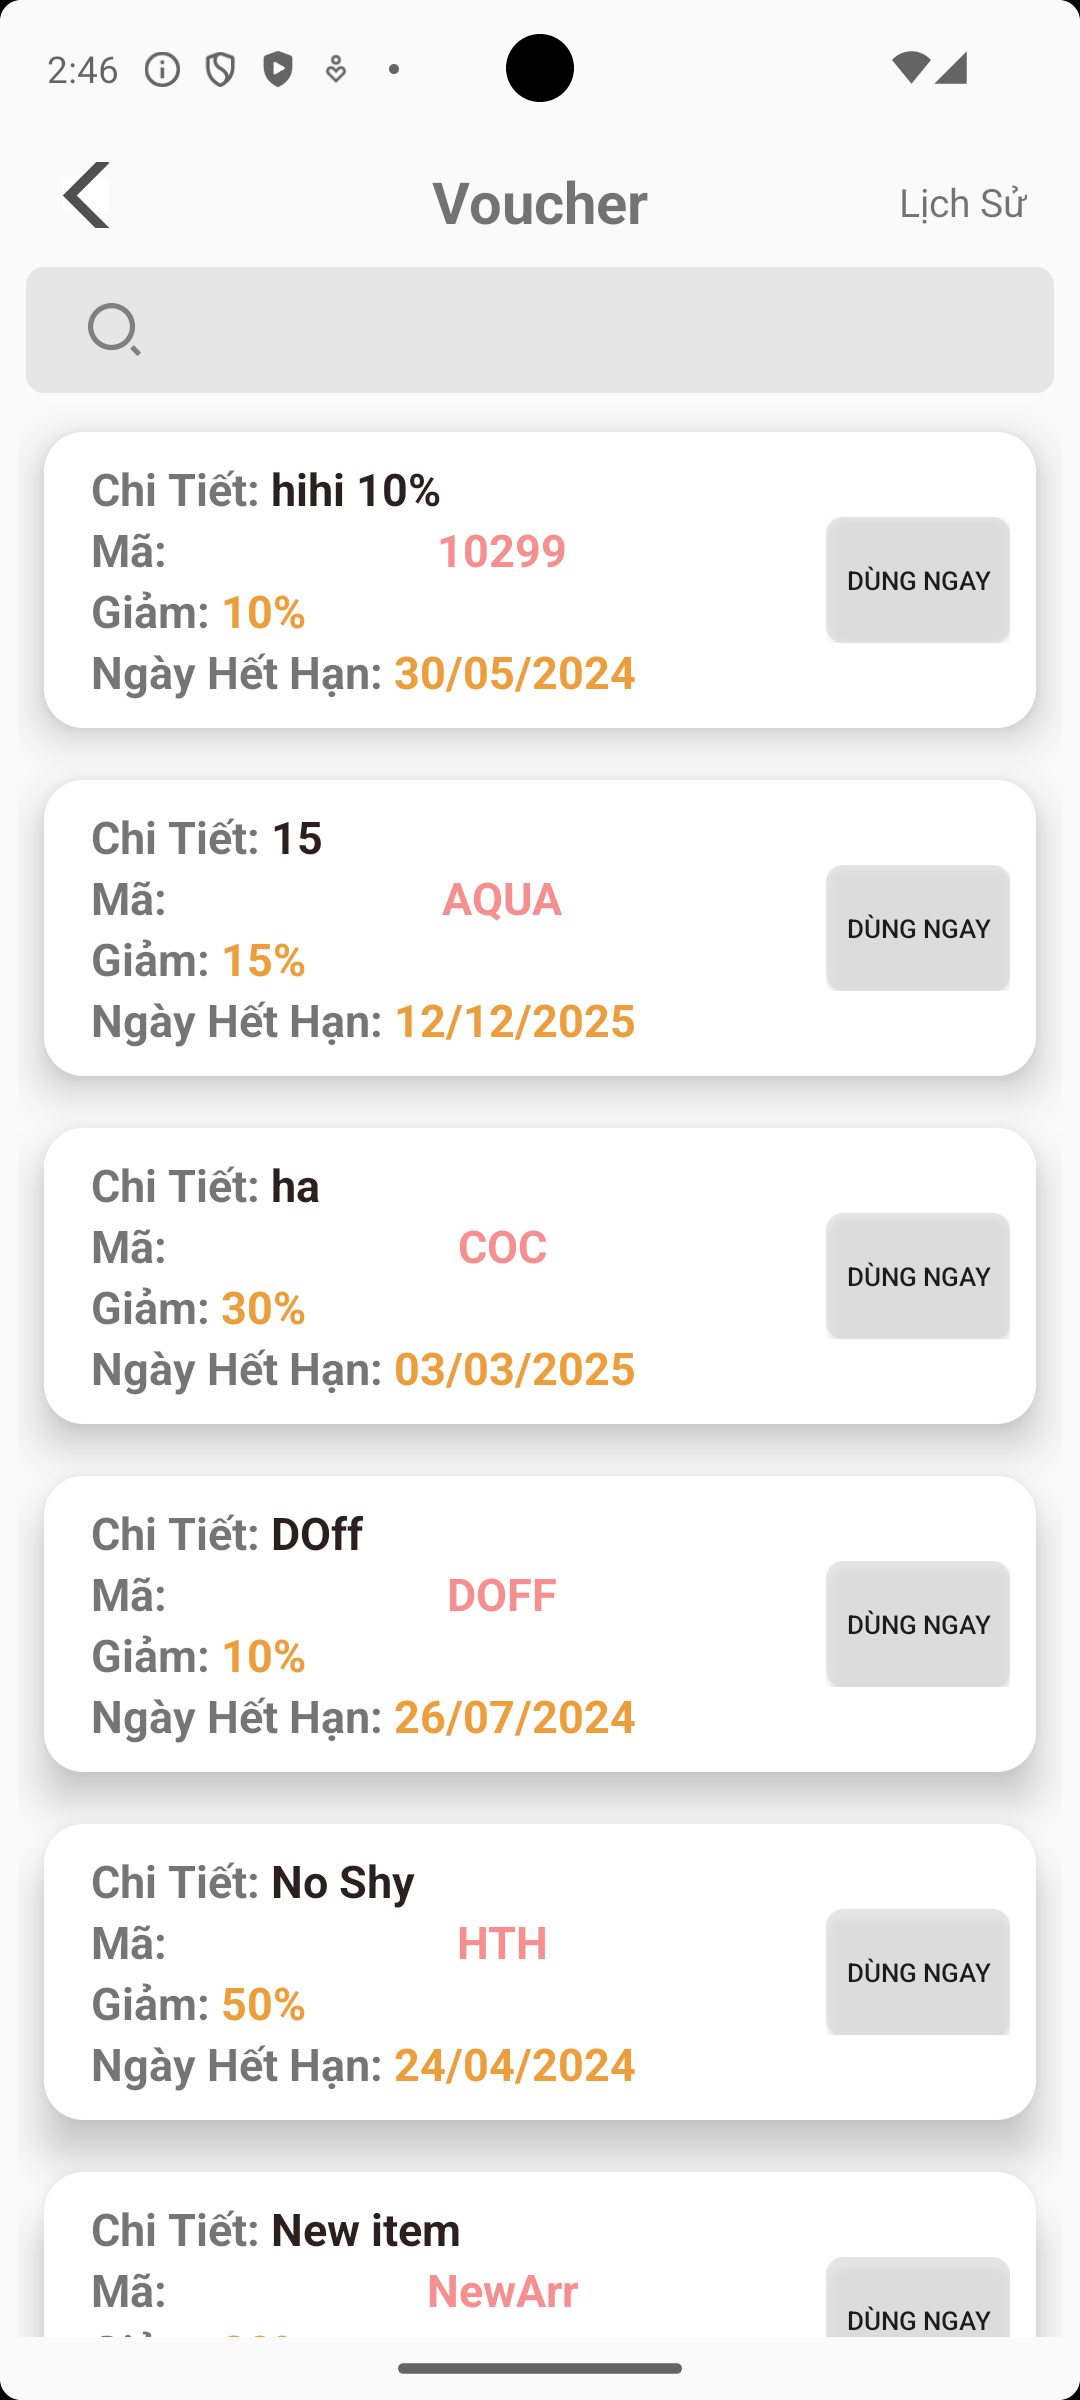 2:46
Voucher
Lịch Sử
Chi Tiết: hihi 10%
Mã: 10299
Giảm: 10%
Ngày Hết Hạn: 30/05/2024
DÙNG NGAY
Chi Tiết: 15
Mã: AQUA
Giảm: 15%
Ngày Hết Hạn: 12/12/2025
DÙNG NGAY
Chi Tiết: ha
Mã: COC
Giảm: 30%
Ngày Hết Hạn: 03/03/2025
DÙNG NGAY
Chi Tiết: DOff
Mã: DOFF
Giảm: 10%
Ngày Hết Hạn: 26/07/2024
DÙNG NGAY
Chi Tiết: No Shy
Mã: HTH
Giảm: 50%
Ngày Hết Hạn: 24/04/2024
DÙNG NGAY
Chi Tiết: New item
Mã: NewArr
DÙNG NGAY